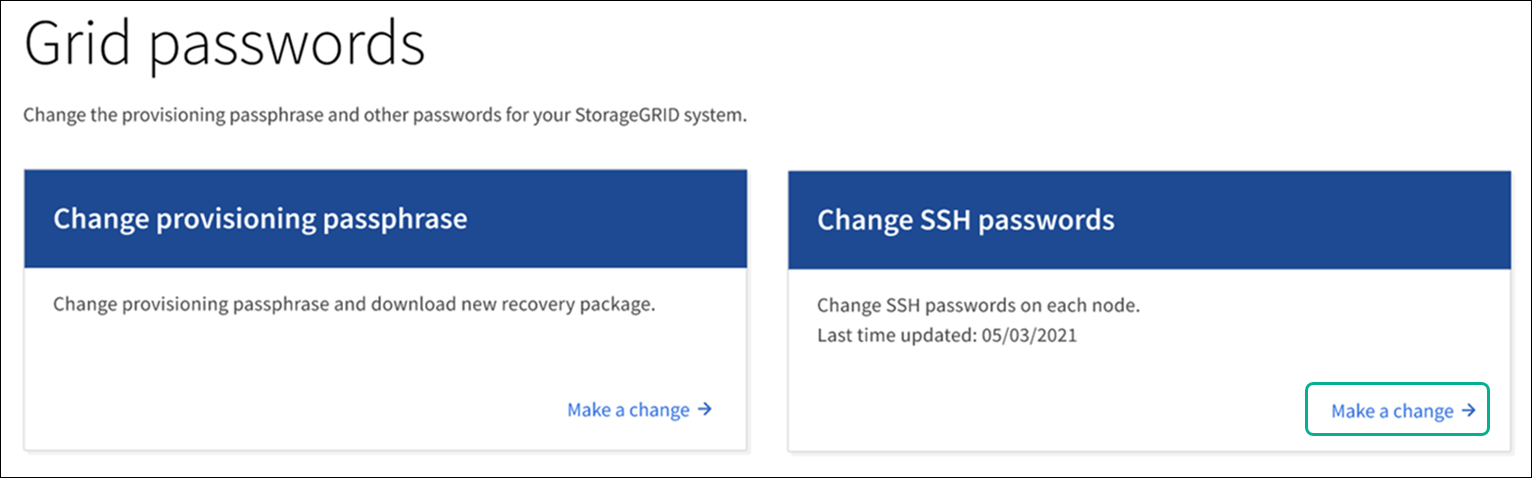 Grid passwords
Change the provisioning passphrase and other passwords for your StorageGRID system.
Change provisioning passphrase
Change provisioning passphrase and download new recovery package.
Make a change →
Change SSH passwords
Change SSH passwords on each node.
Last time updated: 05/03/2021
Make a change →